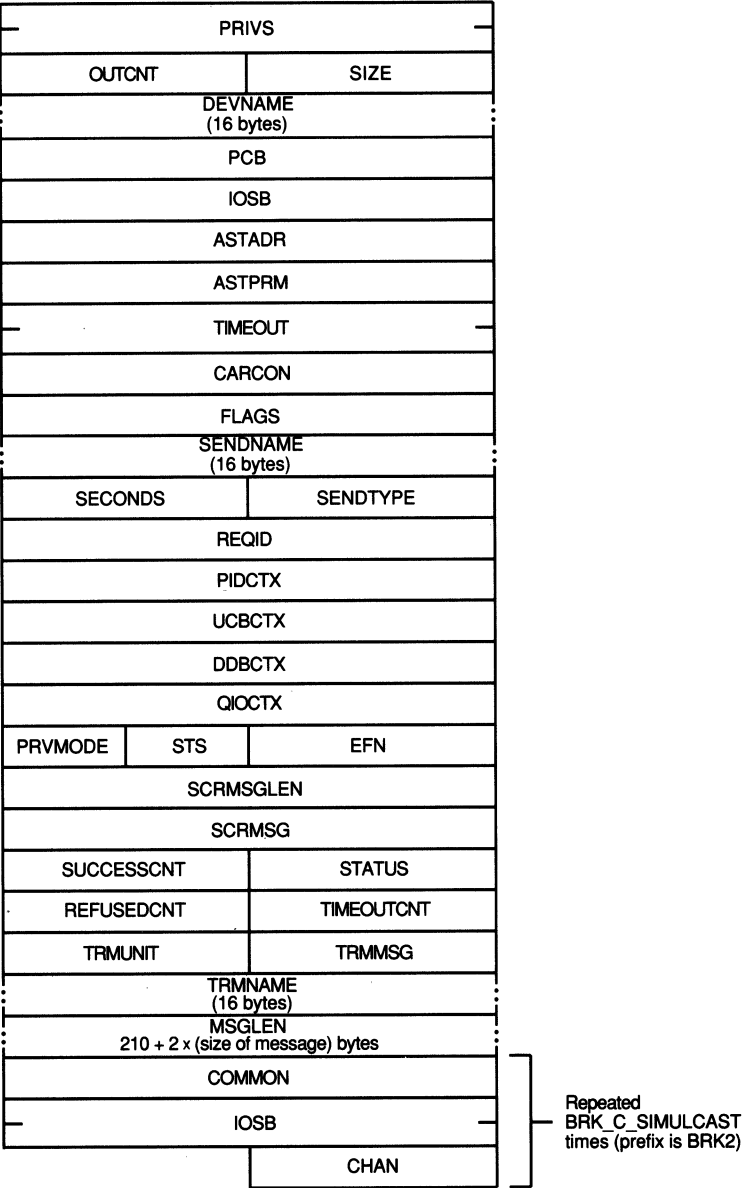 PRIVS
OUTCNT SIZE
DEVNAME
(16 bytes)
PCB
IOSB
ASTADR
ASTPRM
TIMEOUT
CARCON
FLAGS
SENDNAME
(16 bytes)
SECONDS SENDTYPE
REQID
PIDCTX
UCBCTX
DDBCTX
QIOCTX
PRVMODE STS EFN
SCRMSGLEN
SCRMSG
SUCCESSCNT STATUS
REFUSEDCNT TIMEOUTCNT
TRMUNIT TRMMSG
TRMNAME
(16 bytes)
MSGLEN
210 + 2 x (size of message) bytes
COMMON
IOSB
CHAN
Repeated
BRK_C_SIMULCAST
times (prefix is BRK2)